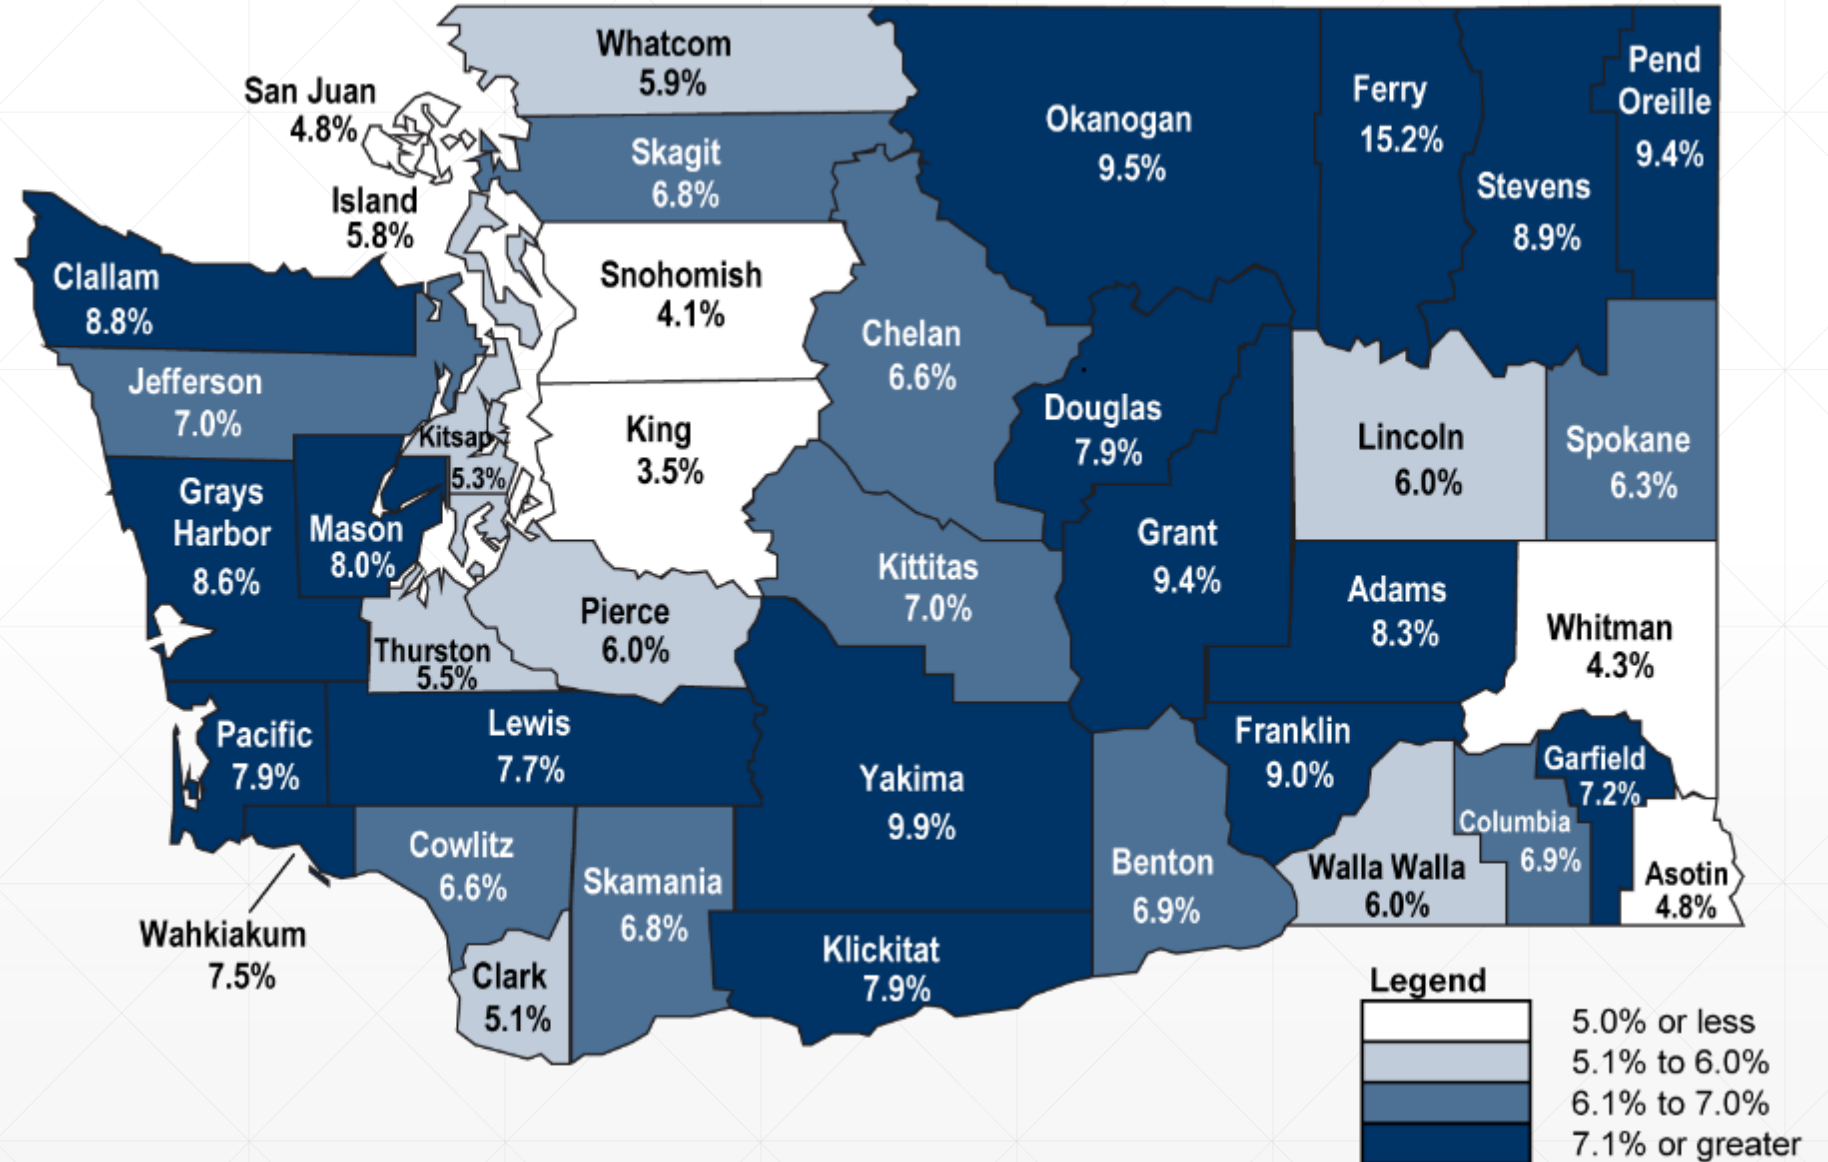 Whatcom
5.9%
San Juan
4.8%
Skagit
6.8%
Island
5.8%
Okanogan
9.5%
Ferry
15.2%
Stevens
8.9%
Pend
Oreille
9.4%
Clallam
8.8%
Snohomish
4.1%
Chelan
6.6%
Jefferson
7.0%
Kitsap
5.3%
King
3.5%
Douglas
7.9%
Lincoln
6.0%
Spokane
6.3%
Grays
Harbor
8.6%
Mason
8.0%
Kittitas
7.0%
Grant
9.4%
Adams
8.3%
Whitman
4.3%
Thurston
5.5%
Pierce
6.0%
Pacific
7.9%
Lewis
7.7%
Yakima
9.9%
Franklin
9.0%
Garfield
7.2%
Columbia
6.9%
Walla Walla
6.0%
Asotin
4.8%
Benton
6.9%
Wahkiakum
7.5%
Cowlitz
6.6%
Skamania
6.8%
Clark
5.1%
Klickitat
7.9%
Legend
5.0% or less
5.1% to 6.0%
6.1% to 7.0%
7.1% or greater